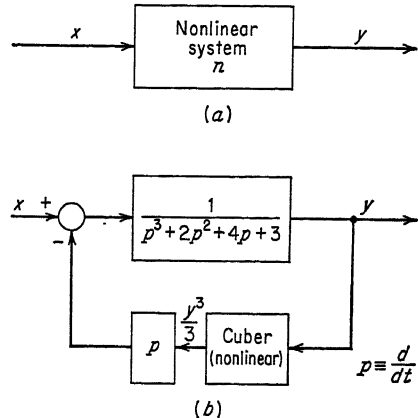 x
Nonlinear
system
n
y
(a)
x + 
1
p³+2p²+4p+3
y
−
p
y³
3
Cuber
(nonlinear)
p≡d/dt
(b)